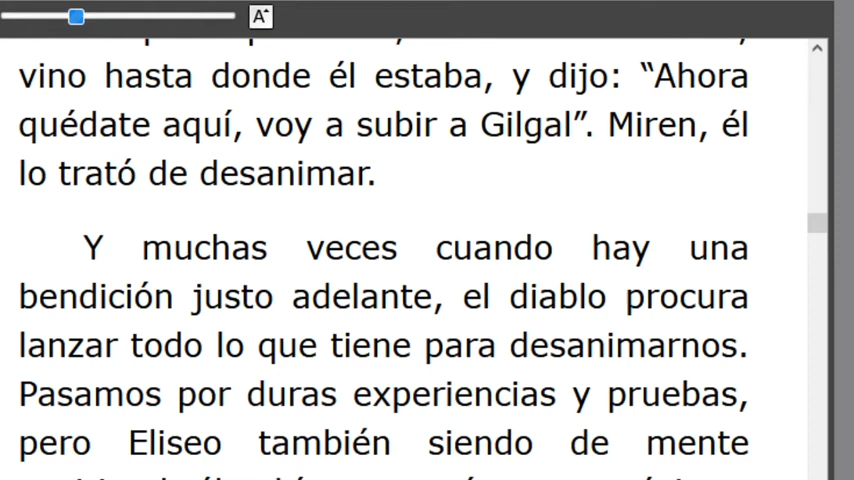 A
vino hasta donde él estaba, y dijo: “Ahora
quédate aquí, voy a subir a Gilgal”. Miren, él
lo trató de desanimar.
Y muchas veces cuando hay una
bendición justo adelante, el diablo procura
lanzar todo lo que tiene para desanimarnos.
Pasamos por duras experiencias y pruebas,
pero Eliseo también siendo de mente